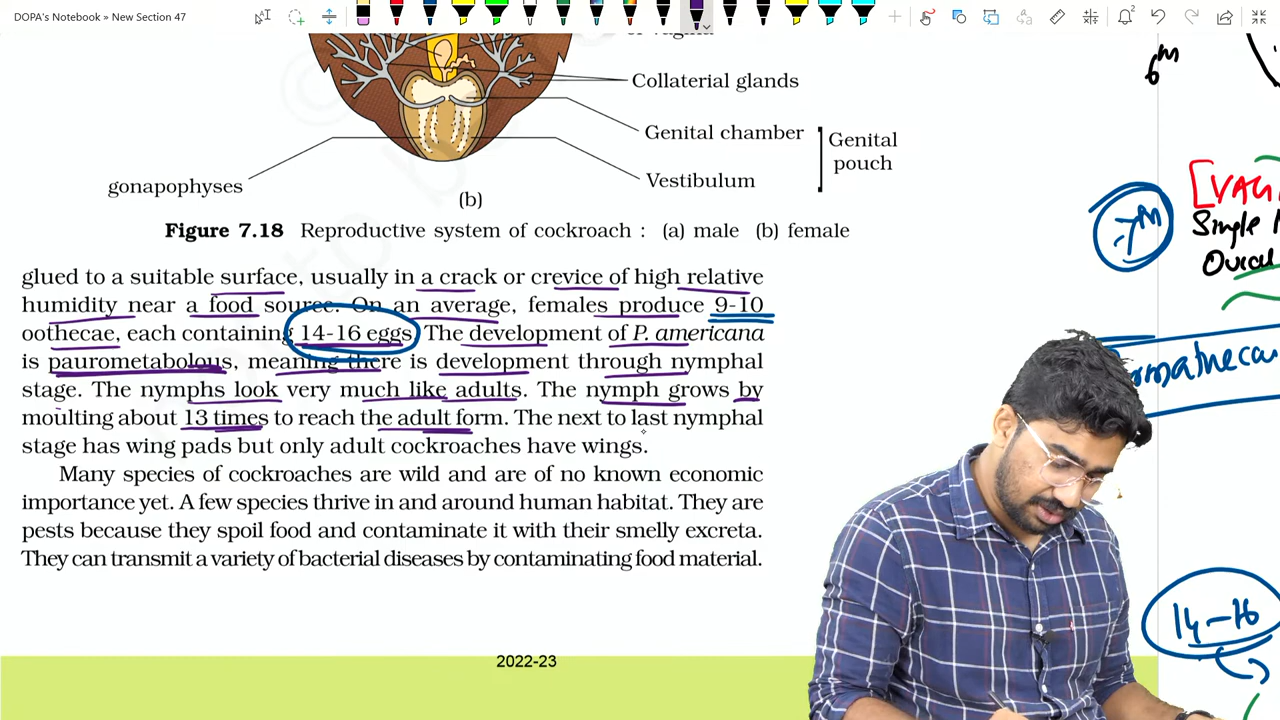 DOPA's Notebook » New Section 47
Collaterial glands
6ᵐ
Genital chamber
Genital
pouch
gonapophyses
Vestibulum
(b)
Figure 7.18 Reproductive system of cockroach : (a) male (b) female
Single
glued to a suitable surface, usually in a crack or crevice of high relative
humidity near a food source. On an average, females produce 9-10
oothecae, each containing 14-16 eggs. The development of P. americana
is paurometabolous, meaning there is development through nymphal
stage. The nymphs look very much like adults. The nymph grows by
moulting about 13 times to reach the adult form. The next to last nymphal
stage has wing pads but only adult cockroaches have wings.
Many species of cockroaches are wild and are of no known economic
importance yet. A few species thrive in and around human habitat. They are
pests because they spoil food and contaminate it with their smelly excreta.
They can transmit a variety of bacterial diseases by contaminating food material.
14-16
2022-23